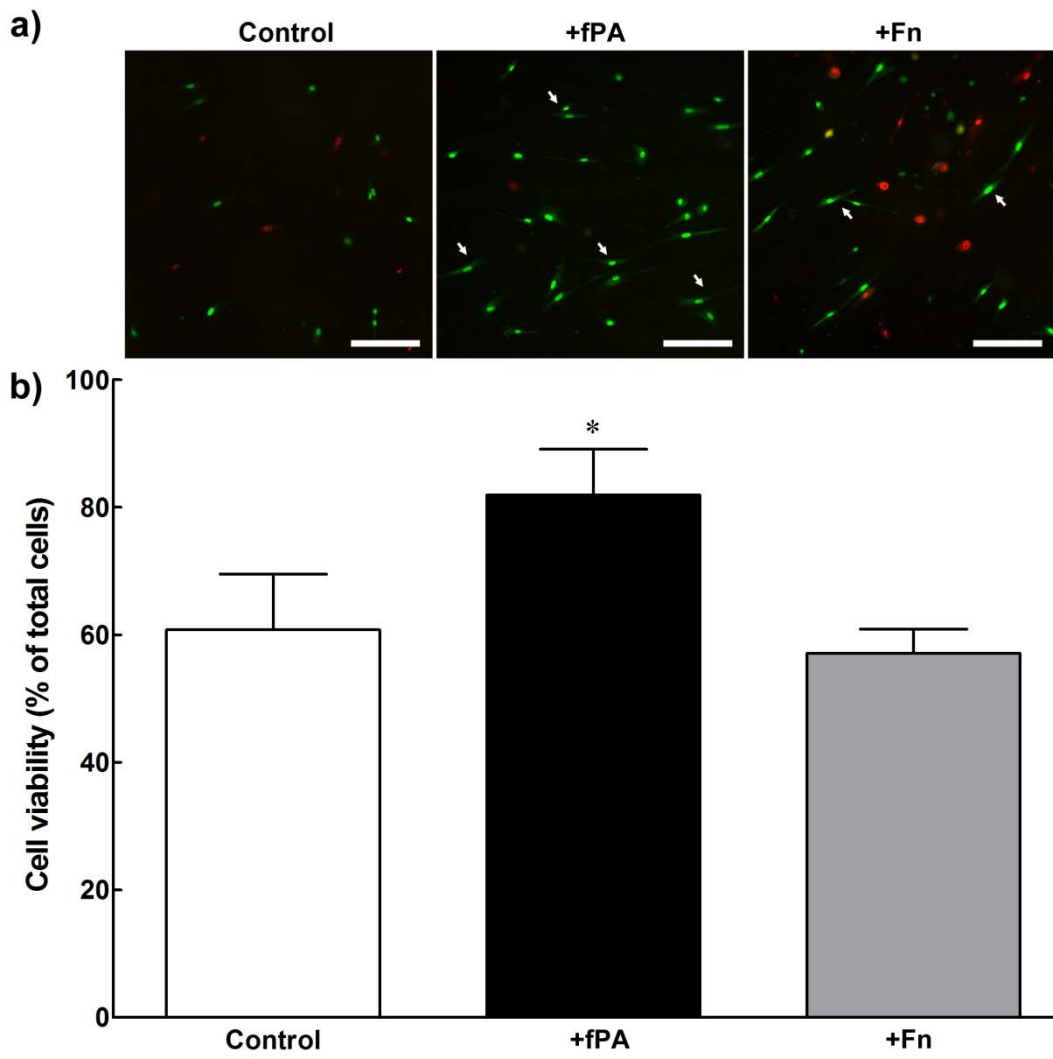 a)
Control +fPA +Fn
b)
Cell viability (% of total cells)
100
*
80
60
40
20
0
Control +fPA +Fn